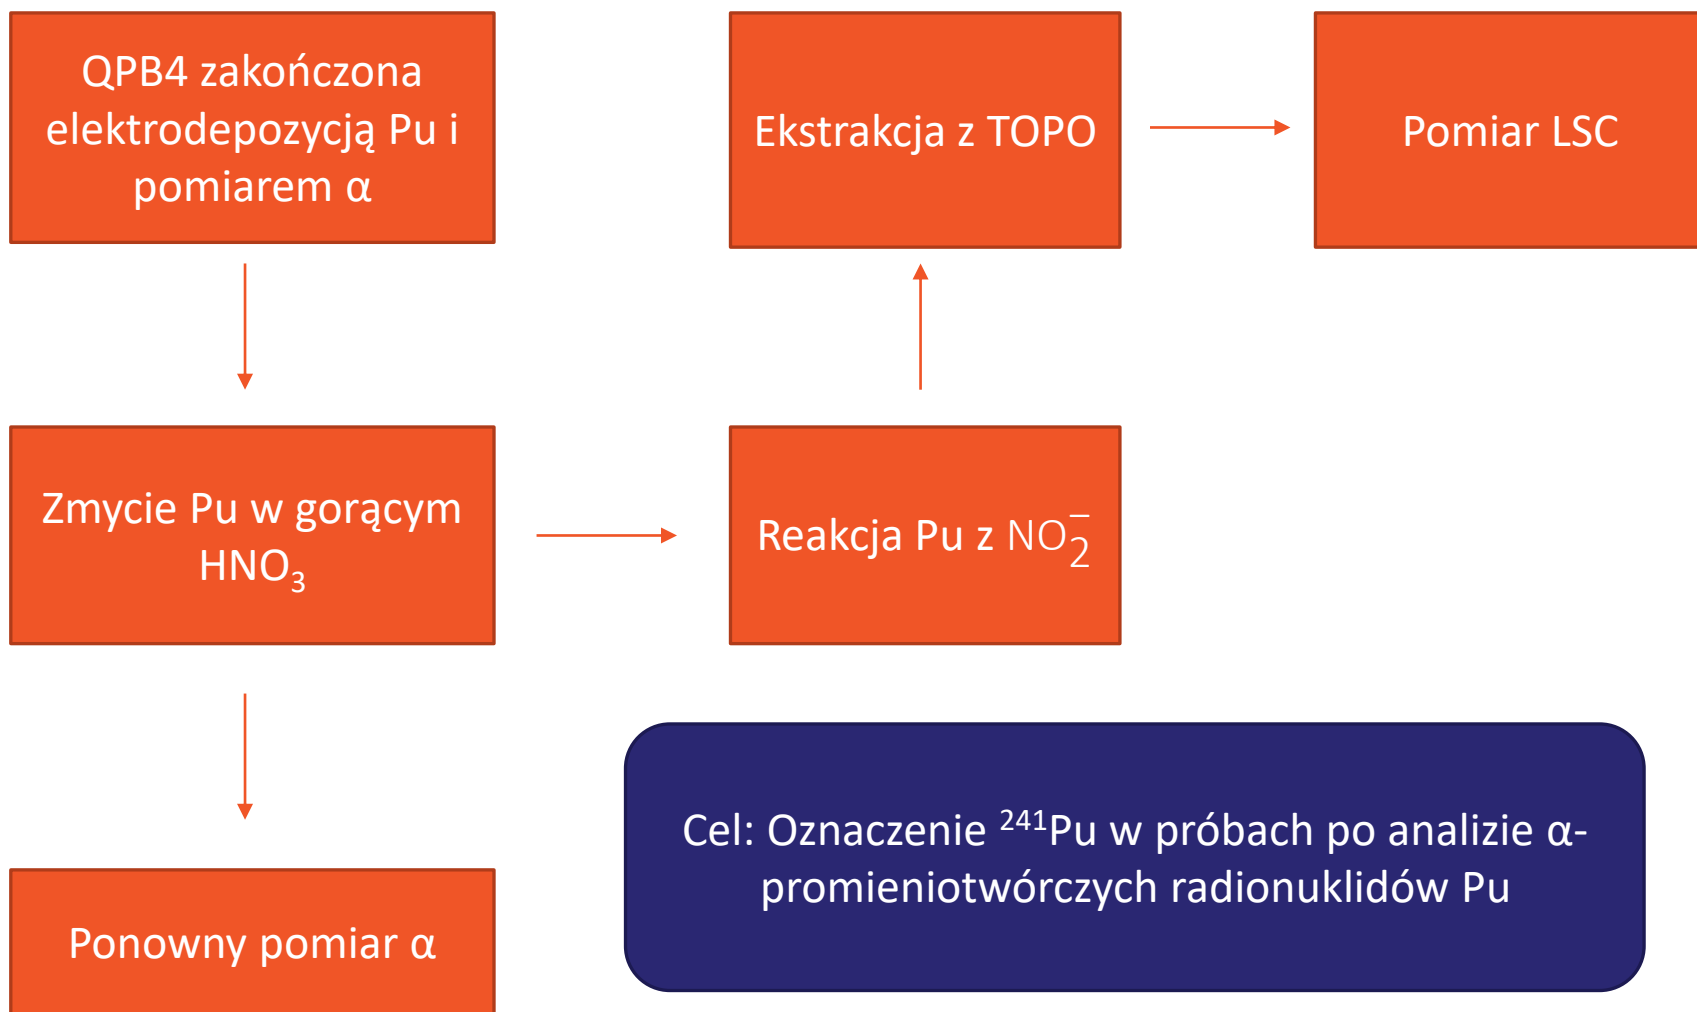 QPB4 zakończona
elektrodepozycją Pu i
pomiarem α
Ekstrakcja z TOPO
Pomiar LSC
Zmycie Pu w gorącym
HNO₃
Reakcja Pu z NO₂⁻
Ponowny pomiar α
Cel: Oznaczenie ²⁴¹Pu w próbach po analizie α-
promieniotwórczych radionuklidów Pu